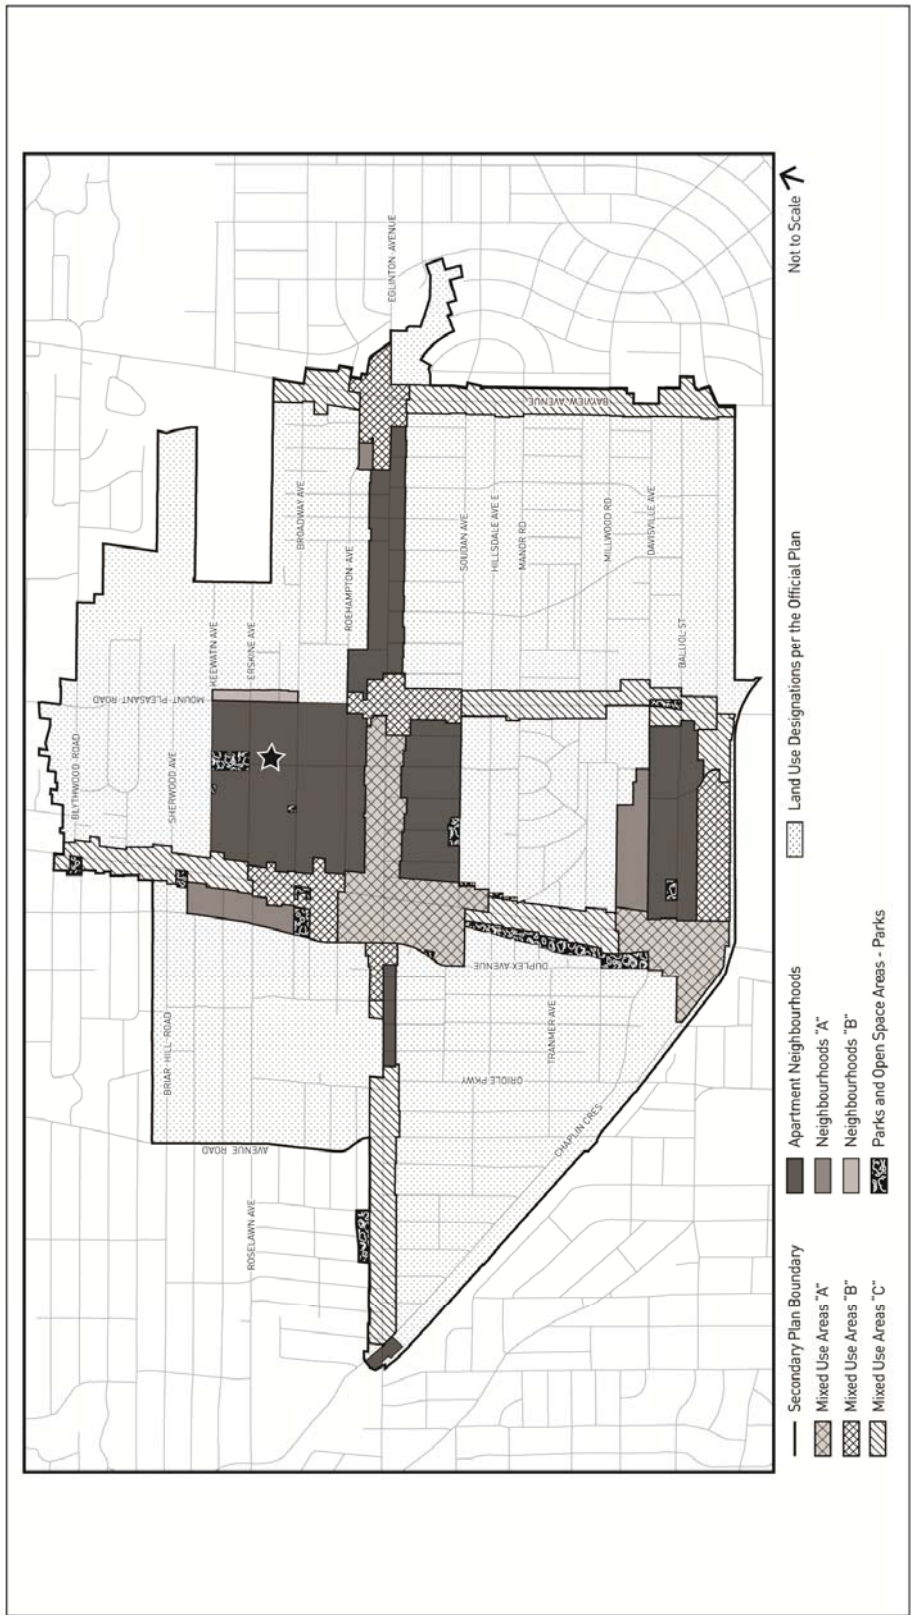 BLYTHWOOD ROAD
SHERWOOD AVE
MOUNT PLEASANT ROAD
KEEWATIN AVE
ERSKINE AVE
BROADWAY AVE
ROEHAMPTON AVE
EGLINTON AVENUE
BRIAR HILL ROAD
AVENUE ROAD
ROSELAWN AVE
SOUDAN AVE
HILLSDALE AVE E
MANOR RD
BAYVIEW AVENUE
MILLWOOD RD
DAVISVILLE AVE
BALLIOL ST
DUPLEX AVENUE
TRANMER AVE
ORIOLE PKWY
CHAPLIN CRES
Secondary Plan Boundary
Mixed Use Areas "A"
Mixed Use Areas "B"
Mixed Use Areas "C"
Apartment Neighbourhoods
Neighbourhoods "A"
Neighbourhoods "B"
Parks and Open Space Areas - Parks
Land Use Designations per the Official Plan
Not to Scale